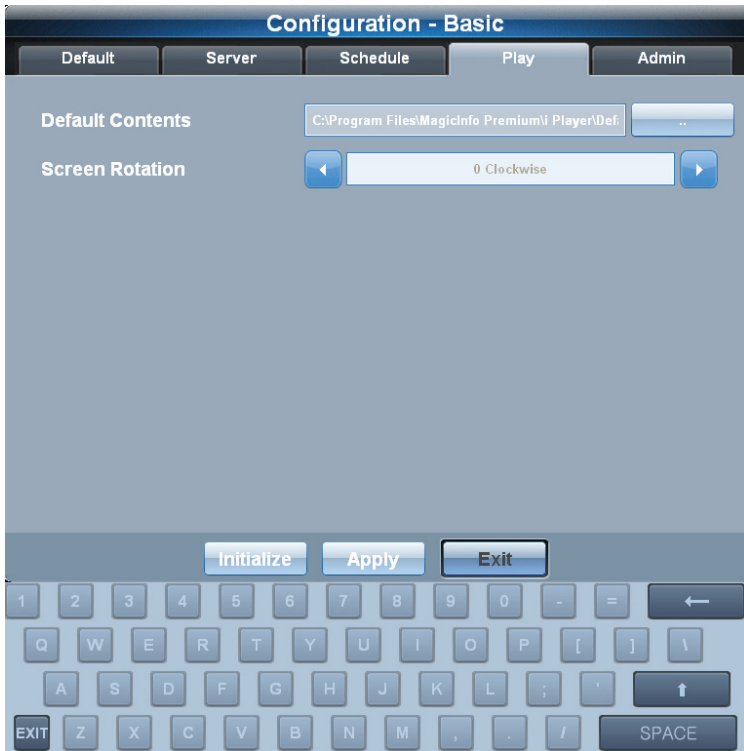 Configuration - Basic
Default Server Schedule Play Admin
Default Contents C:\Program Files\MagicInfo Premium\i Player\Defa ..
Screen Rotation 0 Clockwise
Initialize Apply Exit
1 2 3 4 5 6 7 8 9 0 - = ←
Q W E R T Y U I O P [ ] \
A S D F G H J K L ; ' ↑
EXIT Z X C V B N M , . / SPACE